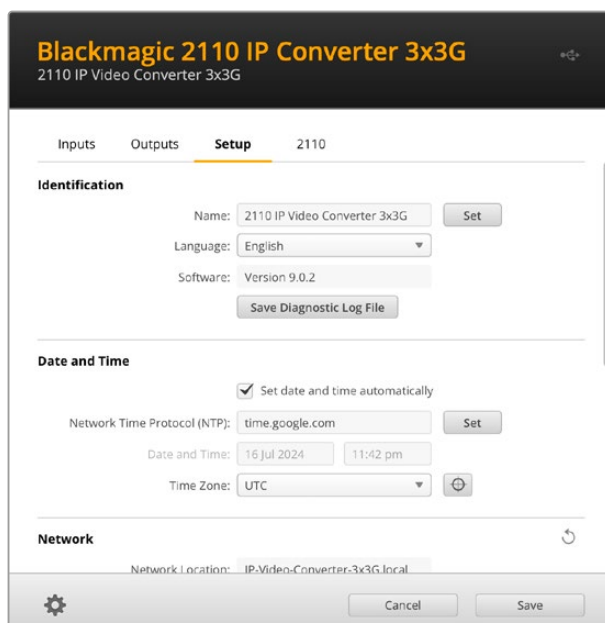 Blackmagic 2110 IP Converter 3x3G
2110 IP Video Converter 3x3G
Inputs Outputs Setup 2110
Identification
Name: 2110 IP Video Converter 3x3G Set
Language: English
Software: Version 9.0.2
Save Diagnostic Log File
Date and Time
Set date and time automatically
Network Time Protocol (NTP): time.google.com Set
Date and Time: 16 Jul 2024 11:42 pm
Time Zone: UTC
Network
Network Location: IP-Video-Converter-3x3G.local
Cancel Save